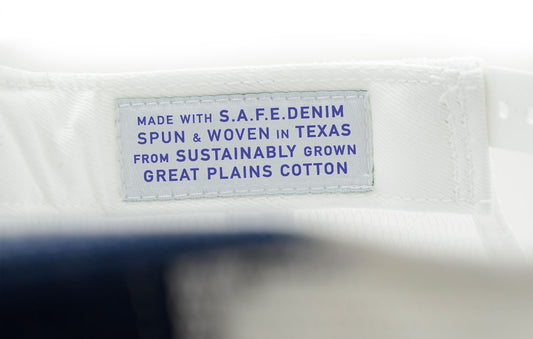 MADE WITH S.A.F.E.DENIM
SPUN & WOVEN IN TEXAS
FROM SUSTAINABLY GROWN
GREAT PLAINS COTTON